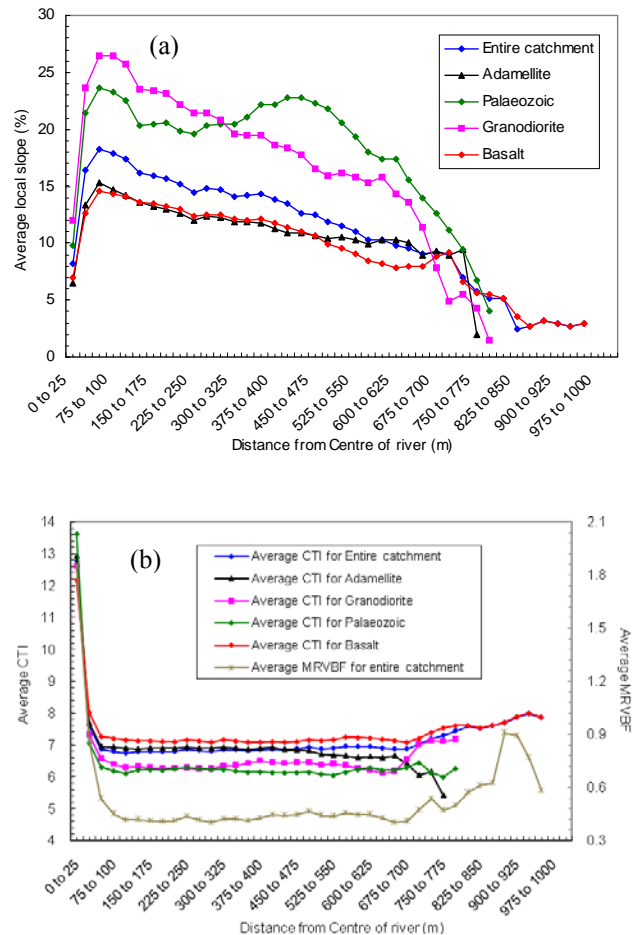 (a)
Entire catchment
Adamellite
Palaeozoic
Granodiorite
Basalt
Average local slope (%)
30
25
20
15
10
5
0
0 to 25
75 to 100
150 to 175
225 to 250
300 to 325
375 to 400
450 to 475
525 to 550
600 to 625
675 to 700
750 to 775
825 to 850
900 to 925
975 to 1000
Distance from Centre of river (m)
(b)
Average CTI for Entire catchment
Average CTI for Adamellite
Average CTI for Granodiorite
Average CTI for Palaeozoic
Average CTI for Basalt
Average MRVBF for entire catchment
Average CTI
14
13
12
11
10
9
8
7
6
5
4
2.1
1.8
1.5
1.2
0.9
0.6
0.3
Average MRVBF
0 to 25
75 to 100
150 to 175
225 to 250
300 to 325
375 to 400
450 to 475
525 to 550
600 to 625
675 to 700
750 to 775
825 to 850
900 to 925
975 to 1000
Distance from Centre of river (m)